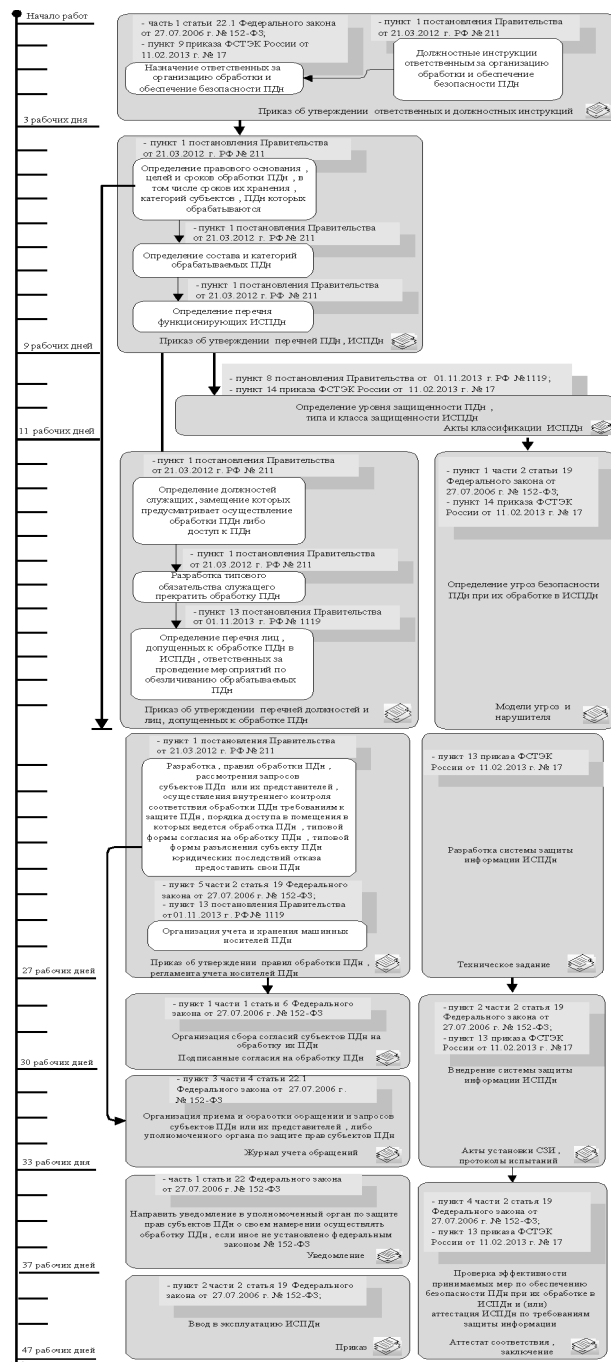 Начало работ
- часть 1 статьи 22.1 Федерального закона
от 27.07.2006 г. № 152-ФЗ;
- пункт 9 приказа ФСТЭК России от
11.02.2013 г. № 17
Назначение ответственных за
организацию обработки и
обеспечение безопасности ПДн
- пункт 1 постановления Правительства
от 21.03.2012 г. РФ № 211
Должностные инструкции
ответственным за организацию
обработки и обеспечение
безопасности ПДн
Приказ об утверждении ответственных и должностных инструкций
3 рабочих дня
- пункт 1 постановления Правительства
от 21.03.2012 г. РФ № 211
Определение правового основания ,
целей и сроков обработки ПДн , в
том числе сроков их хранения ,
категорий субъектов , ПДн которых
обрабатываются
- пункт 1 постановления Правительства
от 21.03.2012 г. РФ № 211
Определение состава и категорий
обрабатываемых ПДн
- пункт 1 постановления Правительства
от 21.03.2012 г. РФ № 211
Определение перечня
функционирующих ИСПДн
Приказ об утверждении перечней ПДн , ИСПДн
9 рабочих дней
- пункт 8 постановления Правительства от 01.11.2013 г. РФ №1119;
- пункт 14 приказа ФСТЭК России от 11.02.2013 г. № 17
Определение уровня защищенности ПДн ,
типа и класса защищенности ИСПДн
Акты классификации ИСПДн
11 рабочих дней
- пункт 1 постановления Правительства
от 21.03.2012 г. РФ № 211
Определение должностей
служащих , замещение которых
предусматривает осуществление
обработки ПДн либо
доступ к ПДн
- пункт 1 постановления Правительства
от 21.03.2012 г. РФ № 211
Разработка типового
обязательства служащего
прекратить обработку ПДн
- пункт 13 постановления Правительства
от 01.11.2013 г. РФ № 1119
Определение перечня лиц ,
допущенных к обработке ПДн в
ИСПДн , ответственных за
проведение мероприятий по
обезличиванию обрабатываемых
ПДн
Приказ об утверждении перечней должностей и
лиц, допущенных к обработке ПДн
- пункт 1 части 2 статьи 19
Федерального закона от
27.07.2006 г. № 152-ФЗ;
- пункт 14 приказа ФСТЭК
России от 11.02.2013 г. № 17
Определение угроз безопасности
ПДн при их обработке в ИСПДн
Модели угроз и
нарушителя
- пункт 1 постановления Правительства
от 21.03.2012 г. РФ № 211
Разработка , правил обработки ПДн ,
рассмотрения запросов
субъектов ПДп или их представителей ,
осуществления внутреннего контроля
соответствия обработки ПДн требованиям к
защите ПДн, порядка доступа в помещения в
которых ведется обработка ПДн , типовой
формы согласия на обработку ПДн , типовой
формы разъяснения субъекту ПДн
юридических последствий отказа
предоставить свои ПДн
- пункт 5 части 2 статья 19 Федерального
закона от 27.07.2006 г. № 152-ФЗ;
- пункт 13 постановления Правительства
от 01.11.2013 г. РФ № 1119
Организация учета и хранения машинных
носителей ПДн
Приказ об утверждении правил обработки ПДн ,
регламента учета носителей ПДн
- пункт 13 приказа ФСТЭК
России от 11.02.2013 г. № 17
Разработка системы защиты
информации ИСПДн
Техническое задание
27 рабочих дней
- пункт 1 части 1 статьи 6 Федерального
закона от 27.07.2006 г. № 152-ФЗ
Организация сбора согласий субъектов ПДн на
обработку их ПДн
Подписанные согласия на обработку ПДн
30 рабочих дней
- пункт 3 части 4 статьи 22.1
Федерального закона от 27.07.2006 г.
№ 152-ФЗ
Организация приема и обработки обращении и запросов
субъектов ПДн или их представителей , либо
уполномоченного органа по защите прав субъектов ПДн
Журнал учета обращений
- пункт 2 части 2 статья 19
Федерального закона от
27.07.2006 г. № 152-ФЗ;
- пункт 13 приказа ФСТЭК
России от 11.02.2013 г. №17
Внедрение системы защиты
информации ИСПДн
Акты установки СЗИ ,
протоколы испытаний
33 рабочих дня
- часть 1 статьи 22 Федерального закона
от 27.07.2006 г. № 152-ФЗ
Направить уведомление в уполномоченный орган по защите
прав субъектов ПДн о своем намерении осуществлять
обработку ПДн , если иное не установлено федеральным
законом № 152-ФЗ
Уведомление
37 рабочих дней
- пункт 2 части 2 статья 19 Федерального
закона от 27.07.2006 г. № 152-ФЗ;
Ввод в эксплуатацию ИСПДн
Приказ
- пункт 4 части 2 статья 19
Федерального закона от
27.07.2006 г. № 152-ФЗ;
- пункт 13 приказа ФСТЭК
России от 11.02.2013 г. № 17
Проверка эффективности
принимаемых мер по обеспечению
безопасности ПДн при их обработке в
ИСПДн и (или)
аттестация ИСПДн по требованиям
защиты информации
Аттестат соответствия ,
заключение
47 рабочих дней